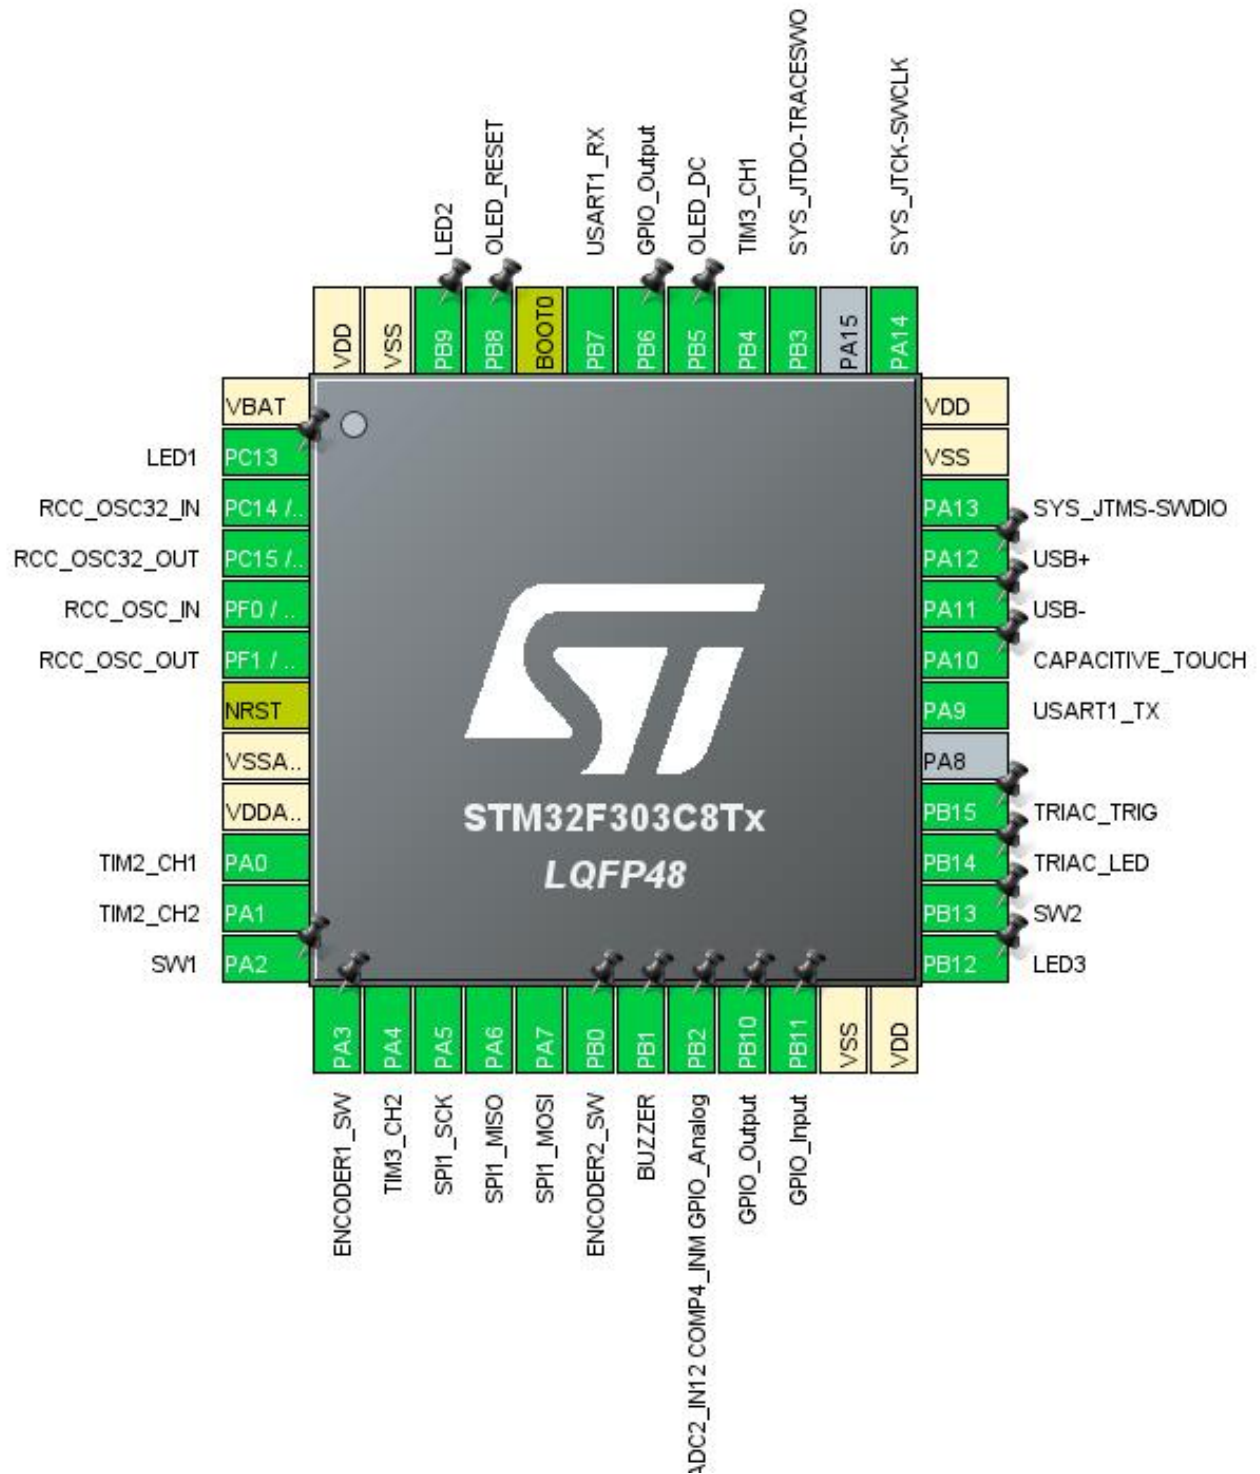 LED2
OLED_RESET
USART1_RX
GPIO_Output
OLED_DC
TIM3_CH1
SYS_JTDO-TRACESWO
SYS_JTCK-SWCLK
VDD
VSS
PB9
PB8
BOOT0
PB7
PB6
PB5
PB4
PB3
PA15
PA14
VBAT
LED1 PC13
RCC_OSC32_IN PC14 /..
RCC_OSC32_OUT PC15 /..
RCC_OSC_IN PF0 / ..
RCC_OSC_OUT PF1 / ..
NRST
VSSA..
VDDA..
TIM2_CH1 PA0
TIM2_CH2 PA1
SW1 PA2
STM32F303C8Tx
LQFP48
VDD
VSS
PA13 SYS_JTMS-SWDIO
PA12 USB+
PA11 USB-
PA10 CAPACITIVE_TOUCH
PA9 USART1_TX
PA8
PB15 TRIAC_TRIG
PB14 TRIAC_LED
PB13 SW2
PB12 LED3
PA3
PA4
PA5
PA6
PA7
PB0
PB1
PB2
PB10
PB11
VSS
VDD
ENCODER1_SW
TIM3_CH2
SPI1_SCK
SPI1_MISO
SPI1_MOSI
ENCODER2_SW
BUZZER
ADC2_IN12 COMP4_INM GPIO_Analog
GPIO_Output
GPIO_Input